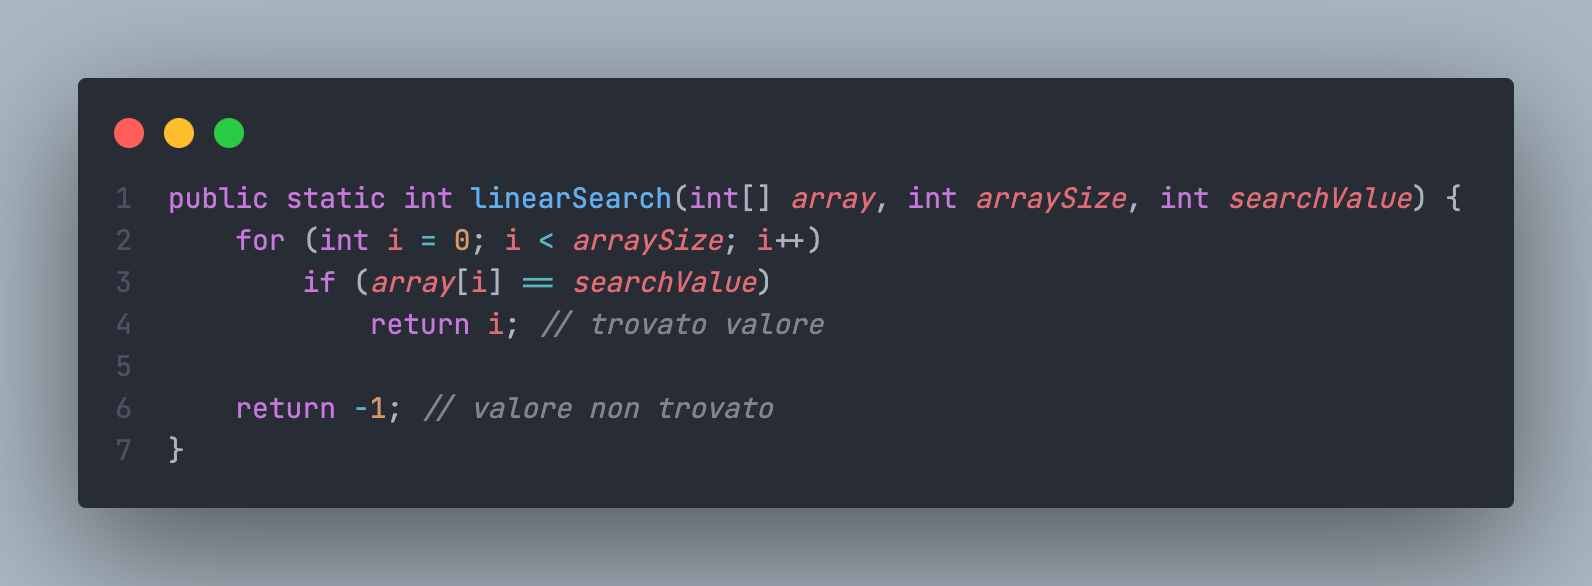 1 public static int linearSearch(int[] array, int arraySize, int searchValue) {
2     for (int i = 0; i < arraySize; i++)
3         if (array[i] == searchValue)
4             return i; // trovato valore
5
6     return -1; // valore non trovato
7 }